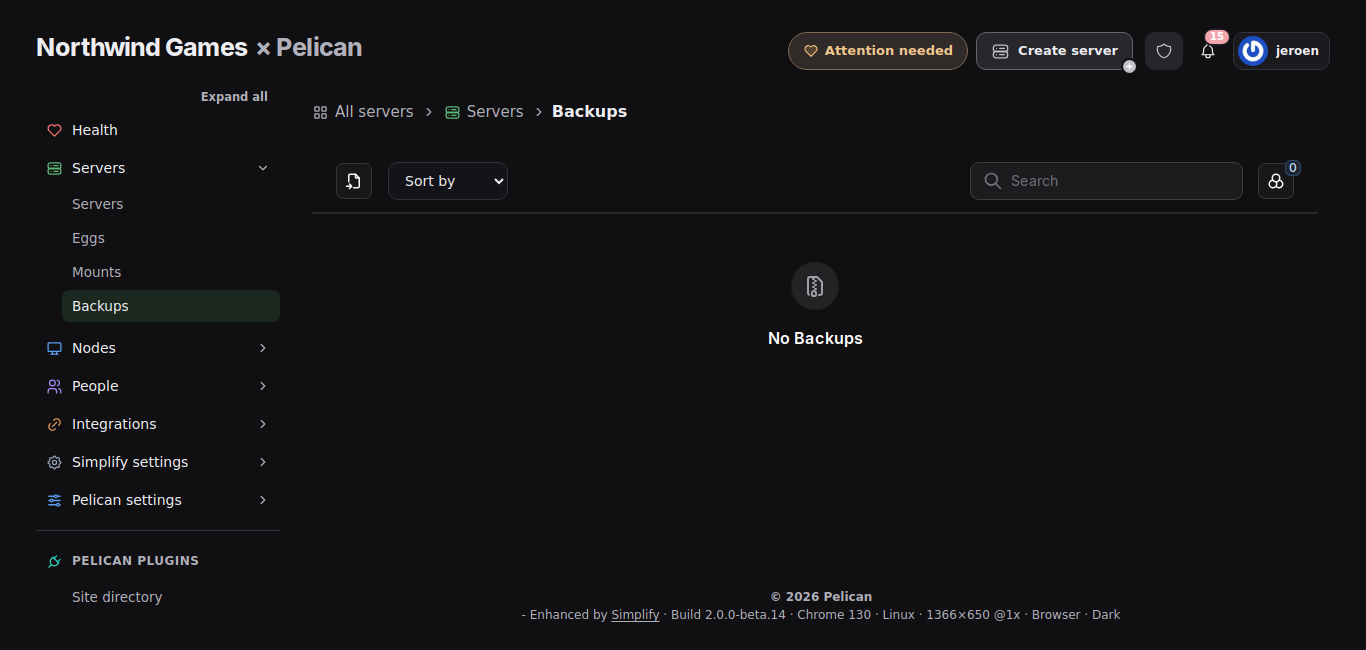 Northwind Games × Pelican
Attention needed
Create server
15
jeroen
Expand all
Health
Servers
Servers
Eggs
Mounts
Backups
Nodes
People
Integrations
Simplify settings
Pelican settings
PELICAN PLUGINS
Site directory
All servers > Servers > Backups
Sort by
Search
0
No Backups
© 2026 Pelican
- Enhanced by Simplify · Build 2.0.0-beta.14 · Chrome 130 · Linux · 1366×650 @1x · Browser · Dark